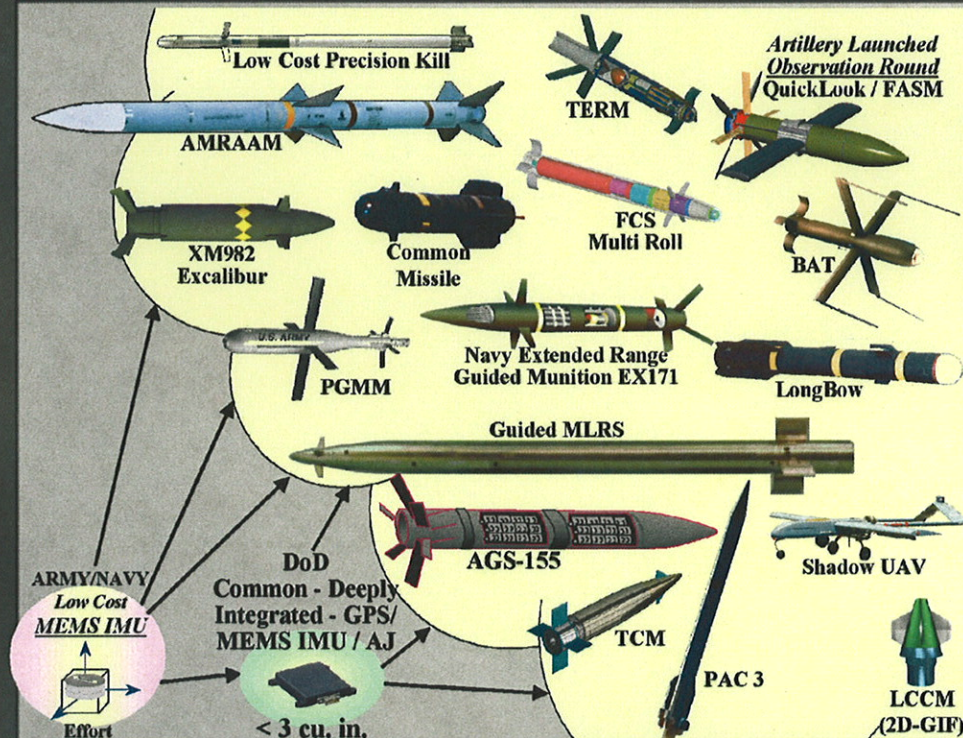 Low Cost Precision Kill
AMRAAM
TERM
Artillery Launched
Observation Round
QuickLook / FASM
XM982
Excalibur
Common
Missile
FCS
Multi Roll
BAT
U.S. ARMY
PGMM
Navy Extended Range
Guided Munition EX171
LongBow
Guided MLRS
AGS-155
Shadow UAV
ARMY/NAVY
Low Cost
MEMS IMU
Effort
DoD
Common - Deeply
Integrated - GPS/
MEMS IMU / AJ
< 3 cu. in.
TCM
PAC 3
LCCM
(2D-GIF)